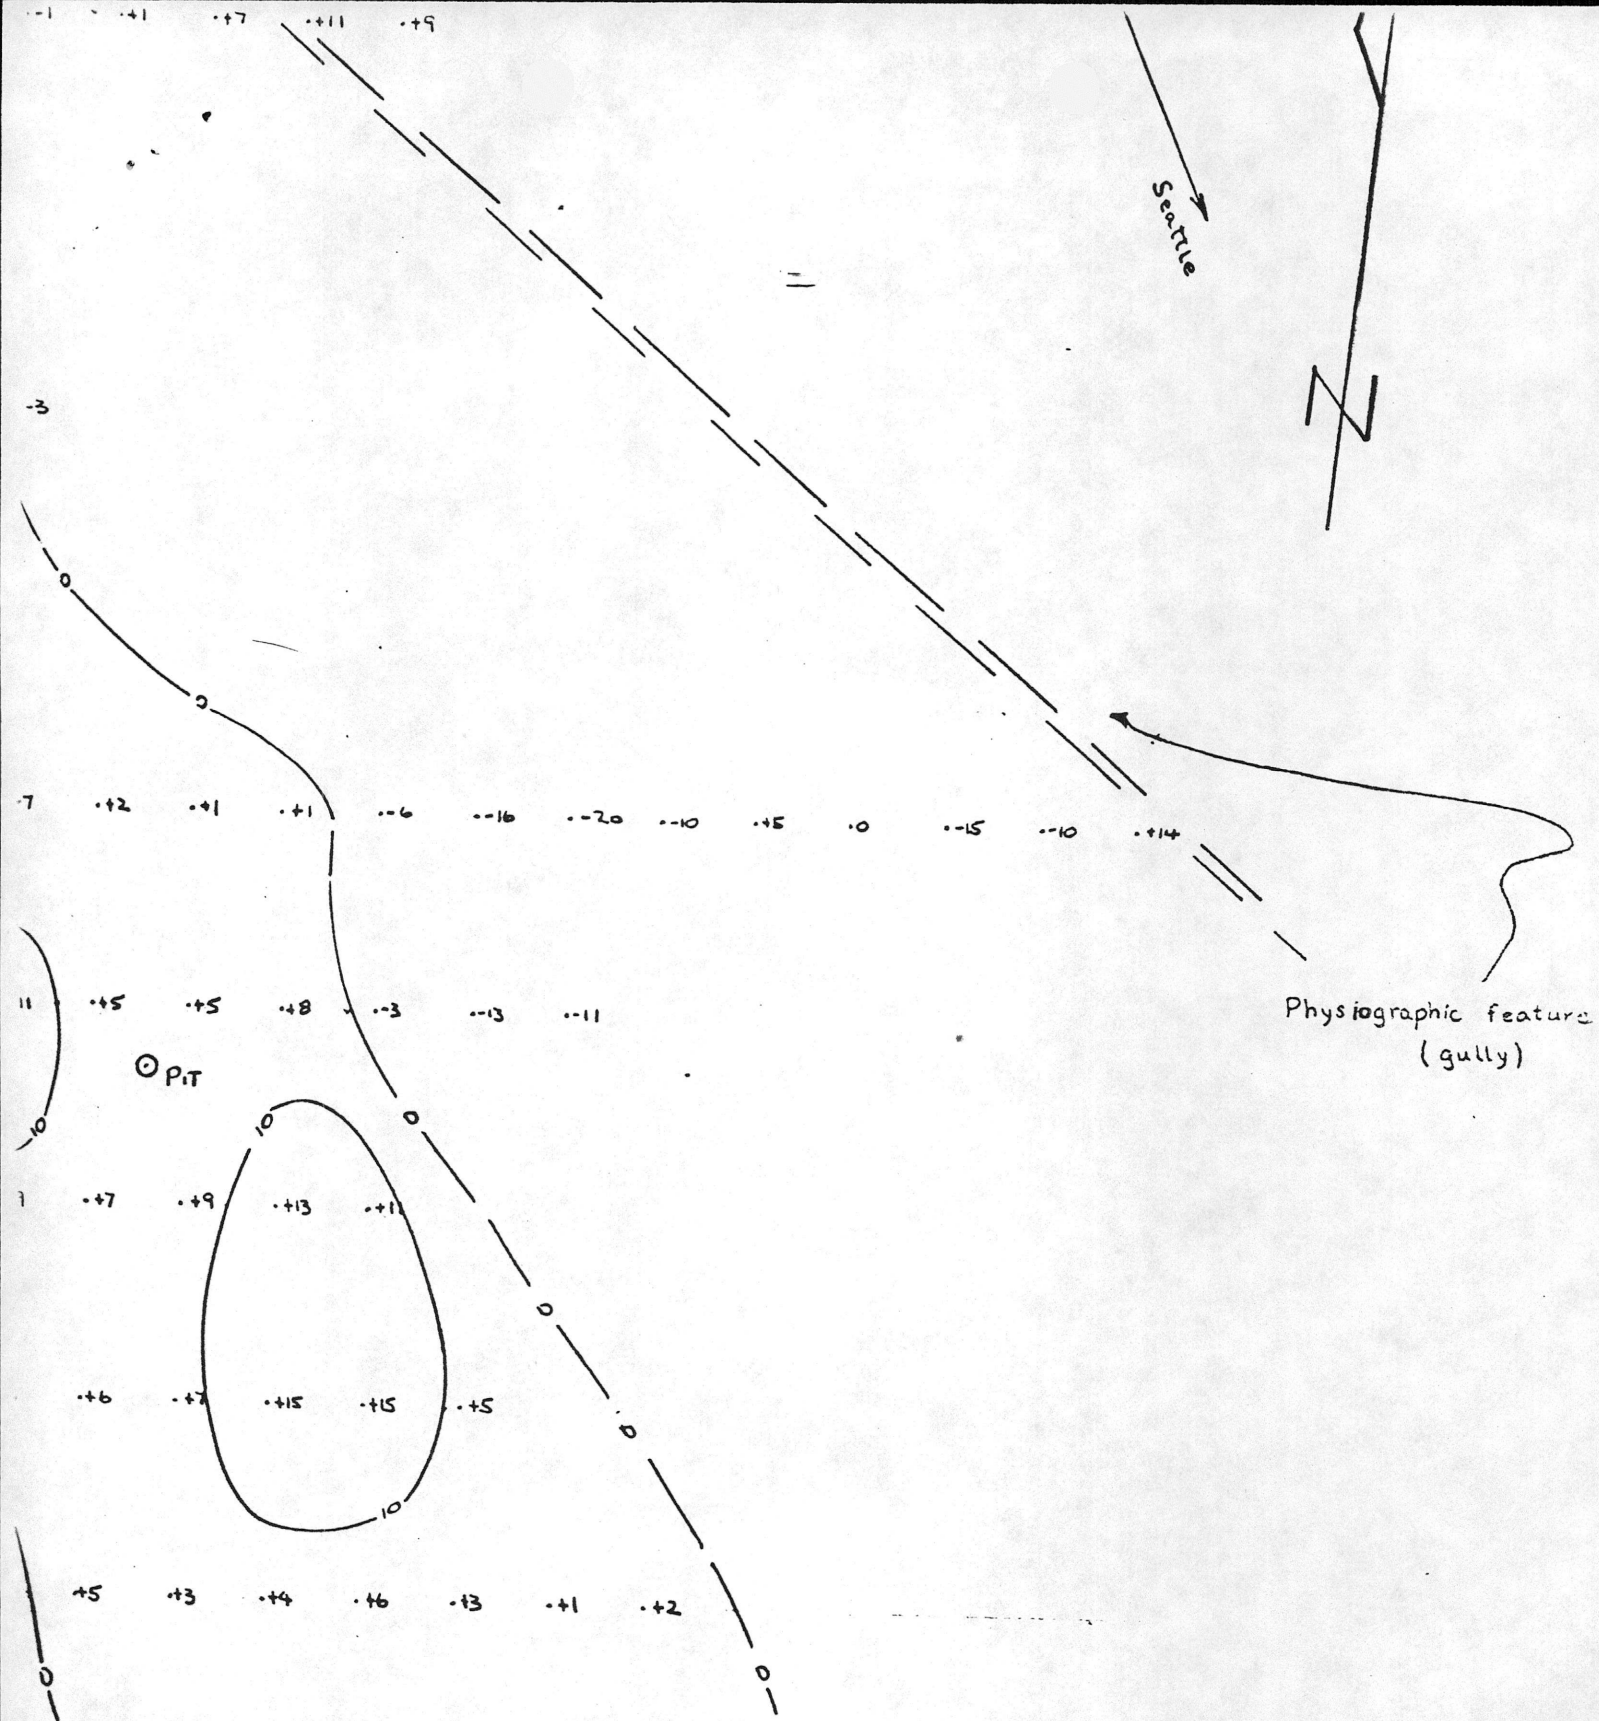 -1 +1 +7 +11 +9
Seattle
N
-3
0
0
-7 +2 +1 +1 -6 -16 -20 -10 +5 0 -15 -10 +14
11 +5 +5 +8 -3 -13 -11
Physiographic feature
(gully)
PIT
10
10
0
+7 +9 +13 +11
0
+6 +7 +15 +15 +5
0
10
+5 +3 +4 +6 +3 +1 +2
0
0